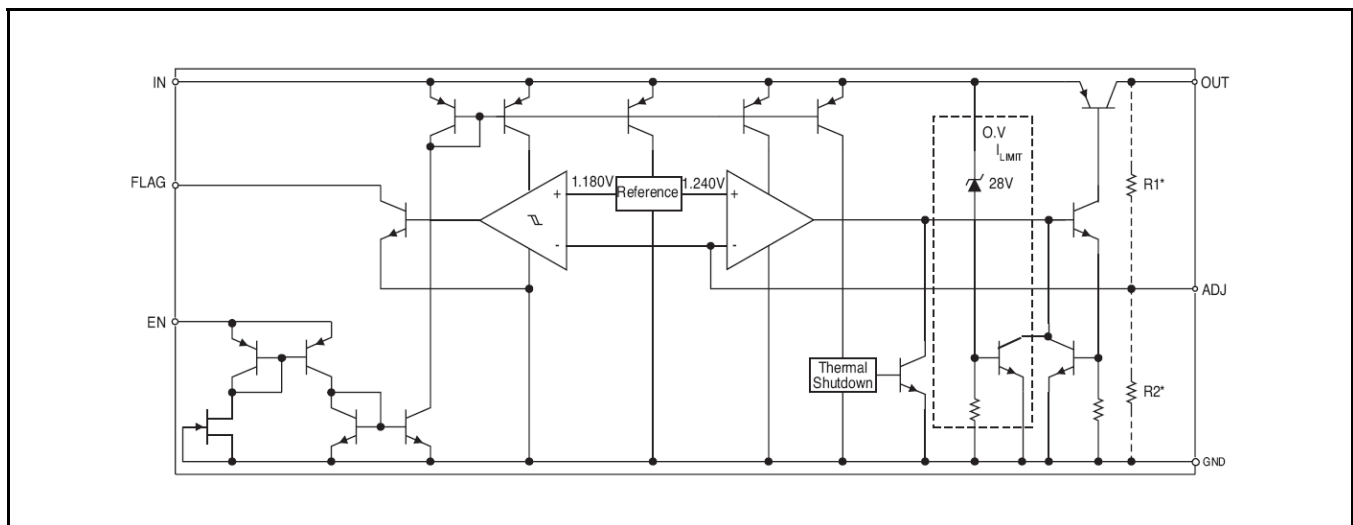 IN
OUT
O.V
I LIMIT
FLAG
1.180V
Reference
1.240V
28V
R1*
+
+
-
-
ADJ
EN
Thermal
Shutdown
R2*
GND